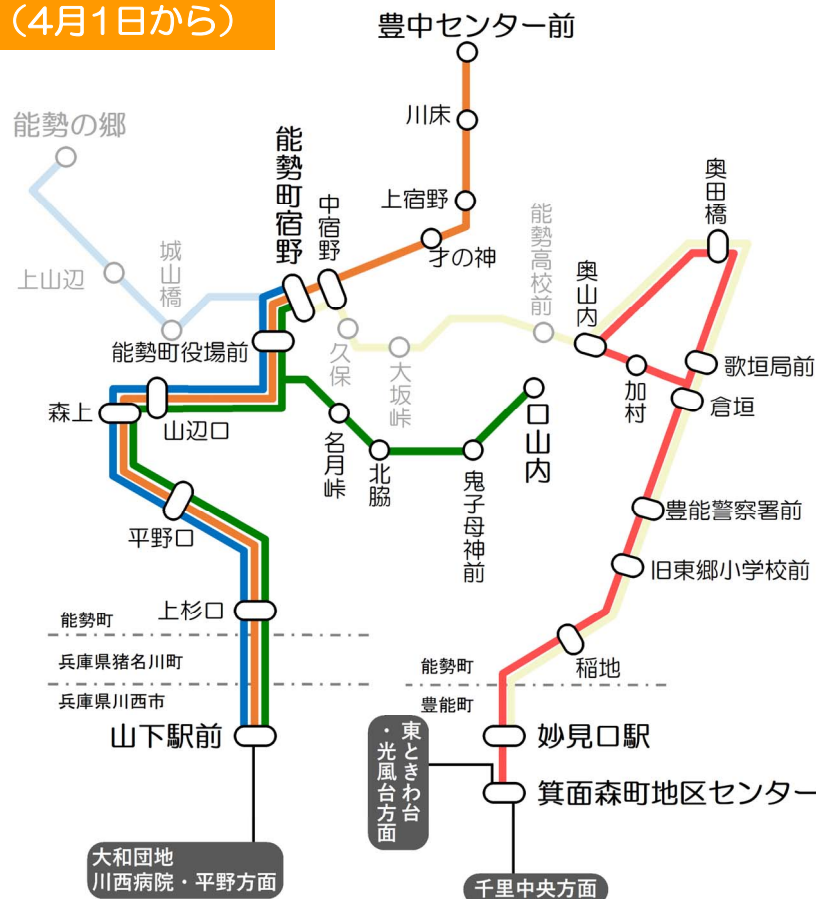 （4月1日から）
豊中センター前
川床
能勢の郷
能勢町宿野
中宿野
上宿野
才の神
能勢高校前
奥田橋
上山辺
城山橋
奥山内
能勢町役場前
久保
大坂峠
加村
歌垣局前
倉垣
森上
山辺口
名月峠
北脇
鬼子母神前
口山内
平野口
豊能警察署前
旧東郷小学校前
上杉口
能勢町
兵庫県猪名川町
兵庫県川西市
稲地
能勢町
豊能町
山下駅前
東ときわ台
・光風台方面
妙見口駅
箕面森町地区センター
大和団地
川西病院・平野方面
千里中央方面